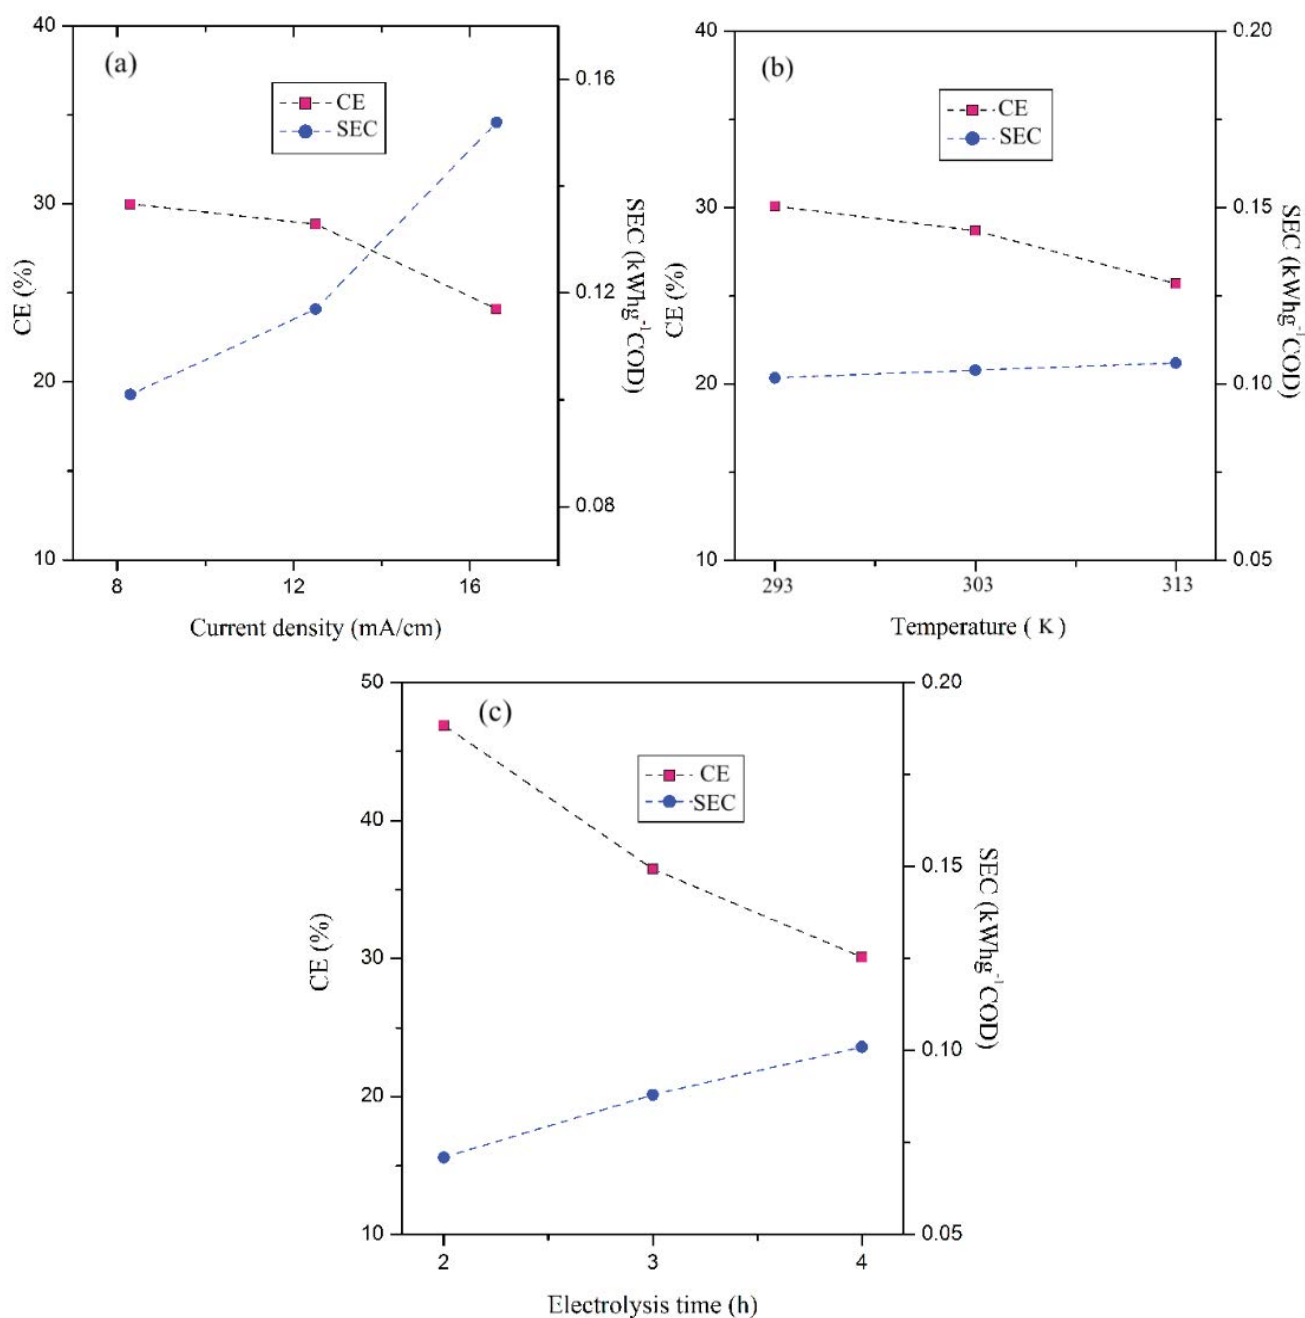 (a)
CE
SEC
40
30
20
10
CE (%)
0.16
0.12
0.08
SEC (kWhg⁻¹COD)
8
12
16
Current density (mA/cm)
(b)
CE
SEC
40
30
20
10
CE (%)
0.20
0.15
0.10
0.05
SEC (kWhg⁻¹COD)
293
303
313
Temperature ( K )
(c)
CE
SEC
50
40
30
20
10
CE (%)
0.20
0.15
0.10
0.05
SEC (kWhg⁻¹COD)
2
3
4
Electrolysis time (h)